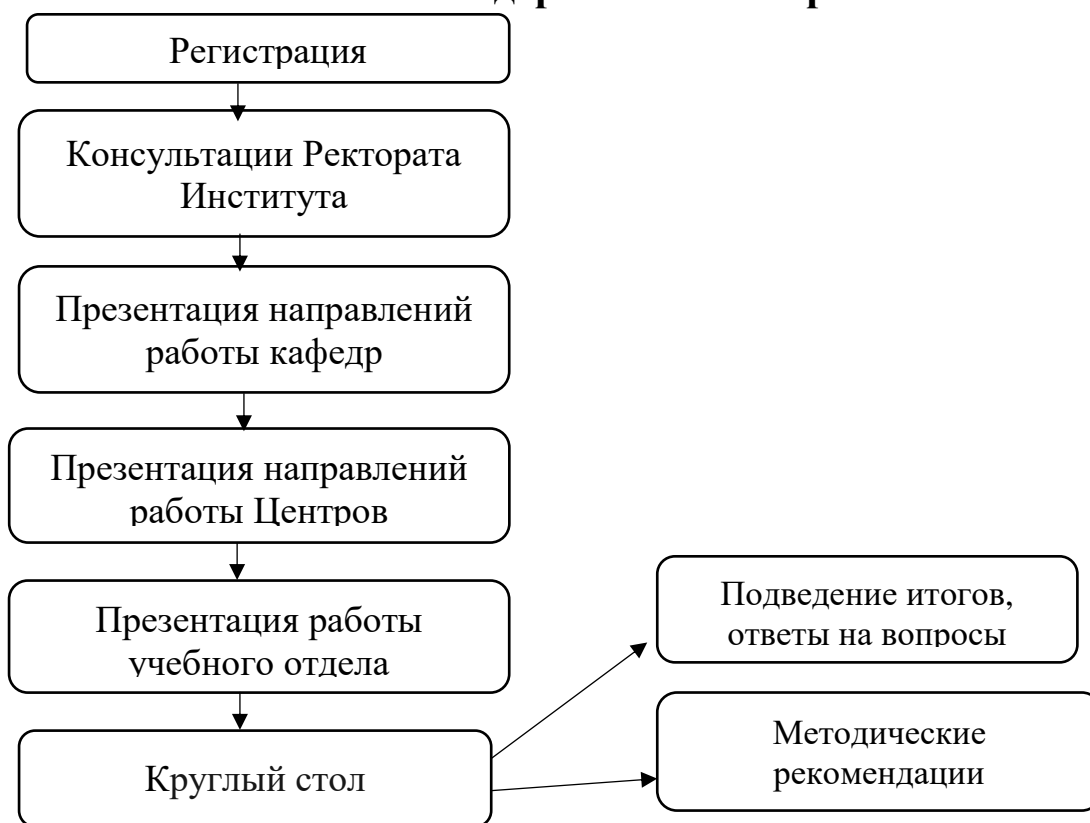 Регистрация
Консультации Ректората
Института
Презентация направлений
работы кафедр
Презентация направлений
работы Центров
Презентация работы
учебного отдела
Круглый стол
Подведение итогов,
ответы на вопросы
Методические
рекомендации